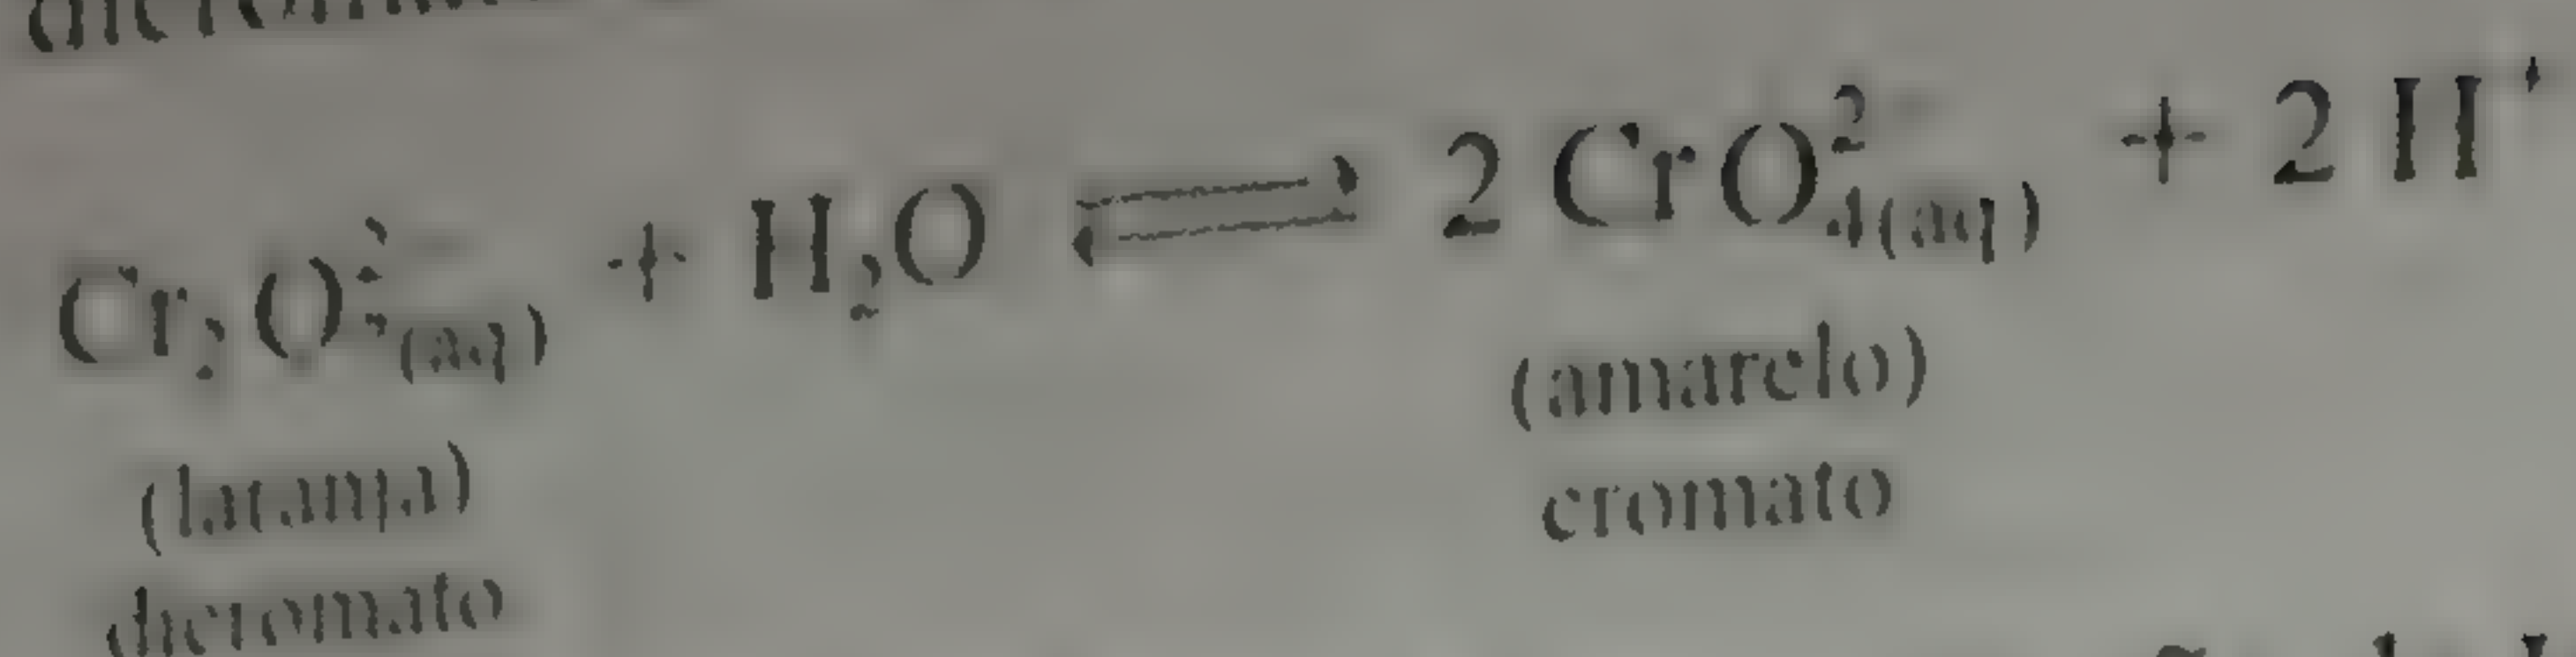 Cr₂O₇²⁻(aq) + H₂O ⇌ 2 CrO₄²⁻(aq) + 2 H⁺
(laranja) (amarelo)
dicromato cromato